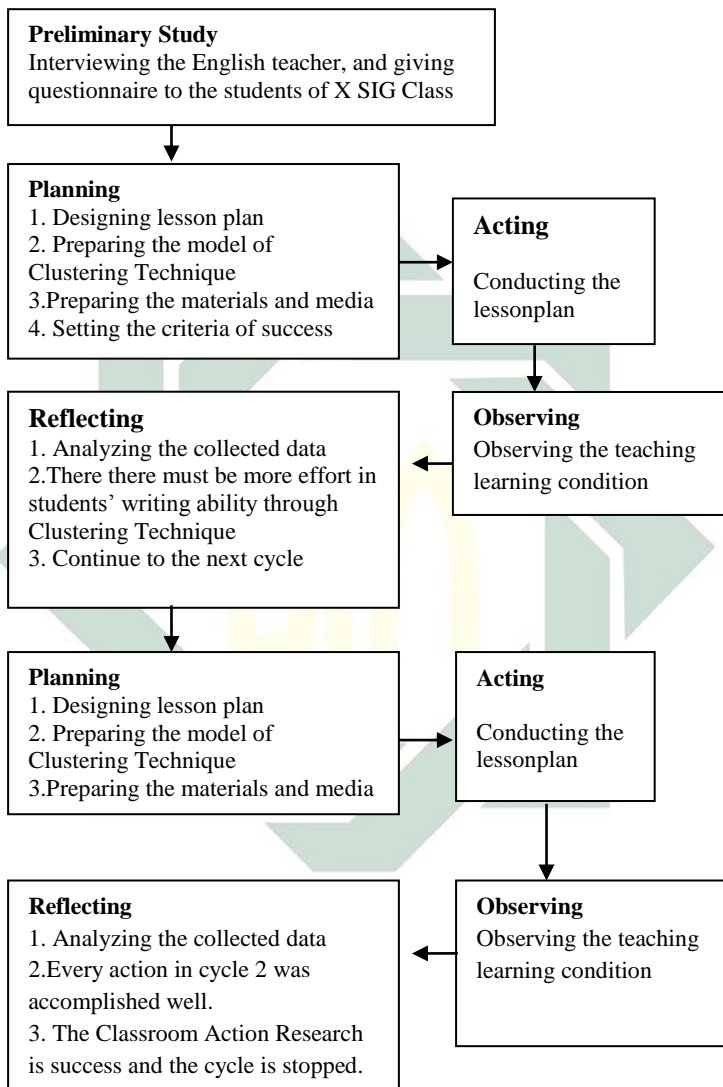 Preliminary Study
Interviewing the English teacher, and giving
questionnaire to the students of X SIG Class
Planning
1. Designing lesson plan
2. Preparing the model of
Clustering Technique
3.Preparing the materials and media
4. Setting the criteria of success
Acting
Conducting the
lessonplan
Reflecting
1. Analyzing the collected data
2.There there must be more effort in
students’ writing ability through
Clustering Technique
3. Continue to the next cycle
Observing
Observing the teaching
learning condition
Planning
1. Designing lesson plan
2. Preparing the model of
Clustering Technique
3.Preparing the materials and media
Acting
Conducting the
lessonplan
Reflecting
1. Analyzing the collected data
2.Every action in cycle 2 was
accomplished well.
3. The Classroom Action Research
is success and the cycle is stopped.
Observing
Observing the teaching
learning condition